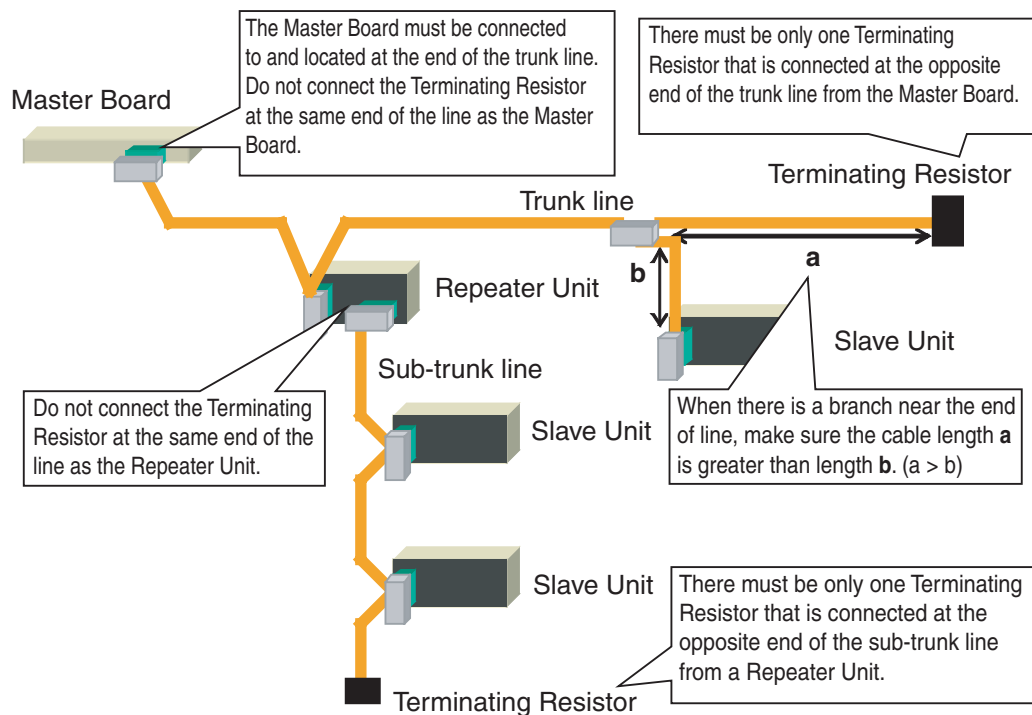 The Master Board must be connected
to and located at the end of the trunk line.
Do not connect the Terminating Resistor
at the same end of the line as the Master
Board.
There must be only one Terminating
Resistor that is connected at the opposite
end of the trunk line from the Master Board.
Master Board
Terminating Resistor
Trunk line
b
a
Repeater Unit
Slave Unit
Sub-trunk line
Do not connect the Terminating
Resistor at the same end of the
line as the Repeater Unit.
When there is a branch near the end
of line, make sure the cable length a
is greater than length b. (a > b)
Slave Unit
Slave Unit
There must be only one Terminating
Resistor that is connected at the
opposite end of the sub-trunk line
from a Repeater Unit.
Terminating Resistor